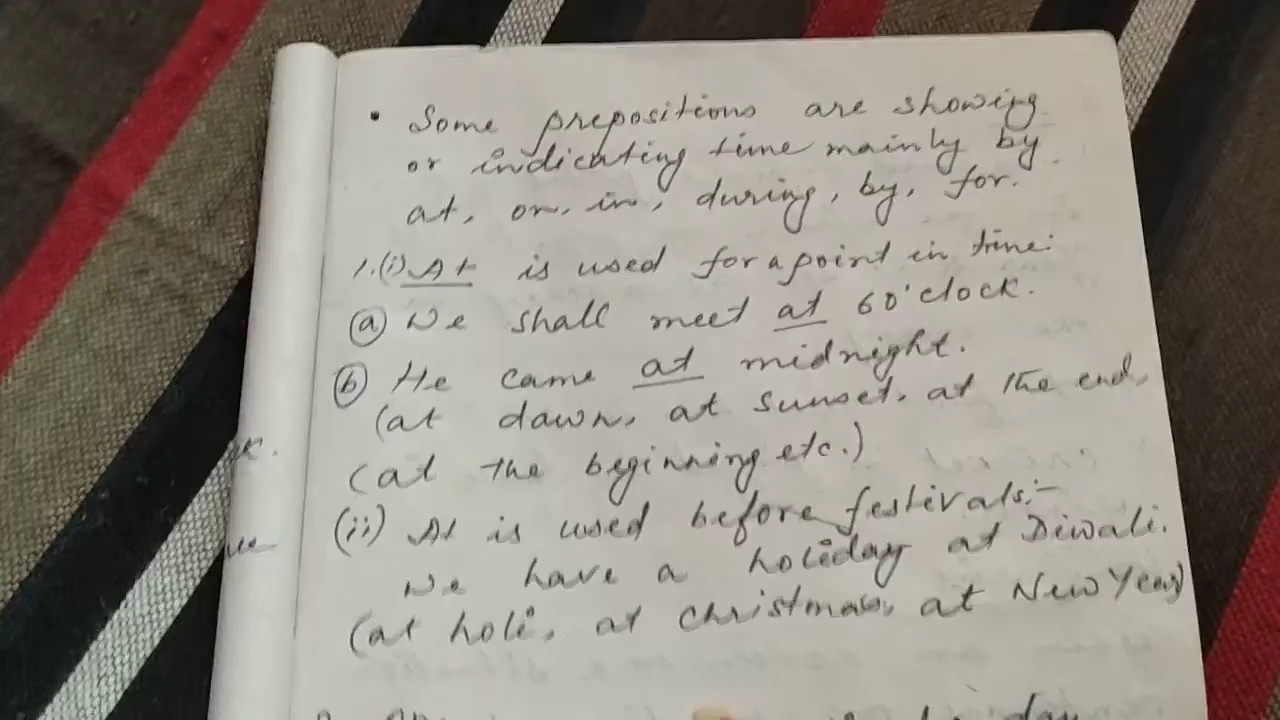 • Some prepositions are showing
or indicating time mainly by
at, on, in, during, by, for.
1.(i) At is used for a point in time:
(a) We shall meet at 6 o'clock.
(b) He came at midnight.
(at dawn, at sunset, at the end,
(at the beginning etc.)
(ii) At is used before festivals:-
We have a holiday at Diwali.
(at holi, at christmas, at New Year)
day